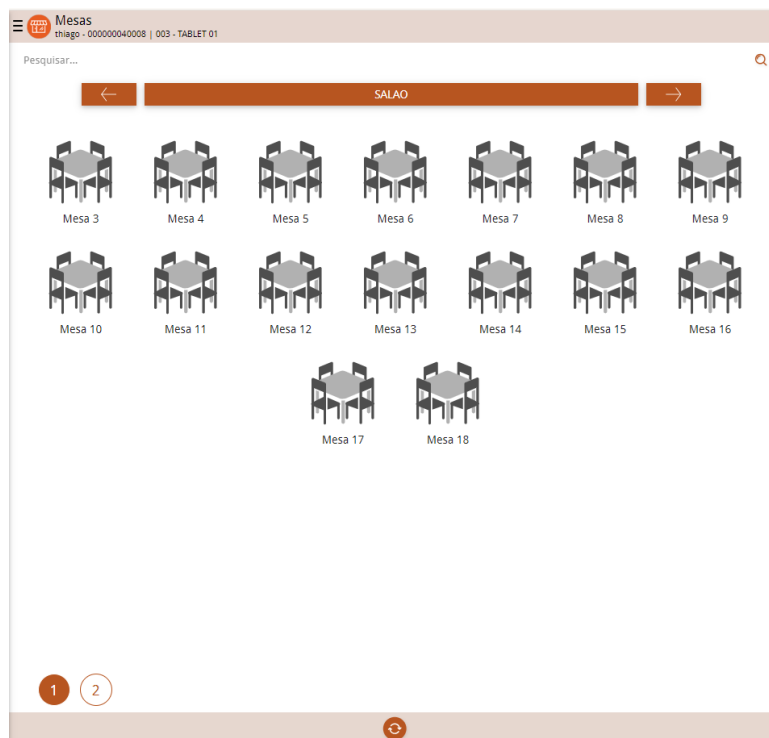 Mesas
thiago - 000000040008 | 003 - TABLET 01
Pesquisar...
SALAO
Mesa 3 Mesa 4 Mesa 5 Mesa 6 Mesa 7 Mesa 8 Mesa 9
Mesa 10 Mesa 11 Mesa 12 Mesa 13 Mesa 14 Mesa 15 Mesa 16
Mesa 17 Mesa 18
1 2